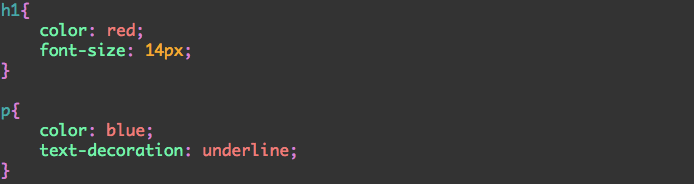 h1{
    color: red;
    font-size: 14px;
}

p{
    color: blue;
    text-decoration: underline;
}